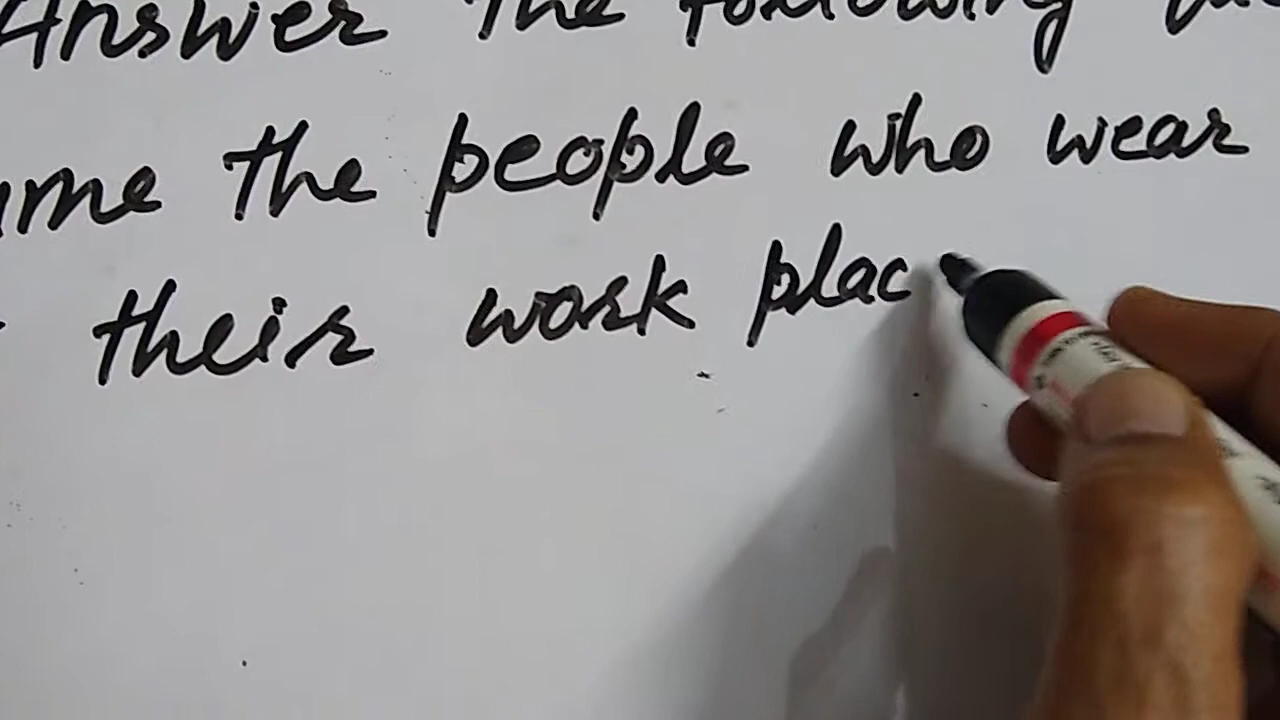 Answer the following
the people who wear
their work plac